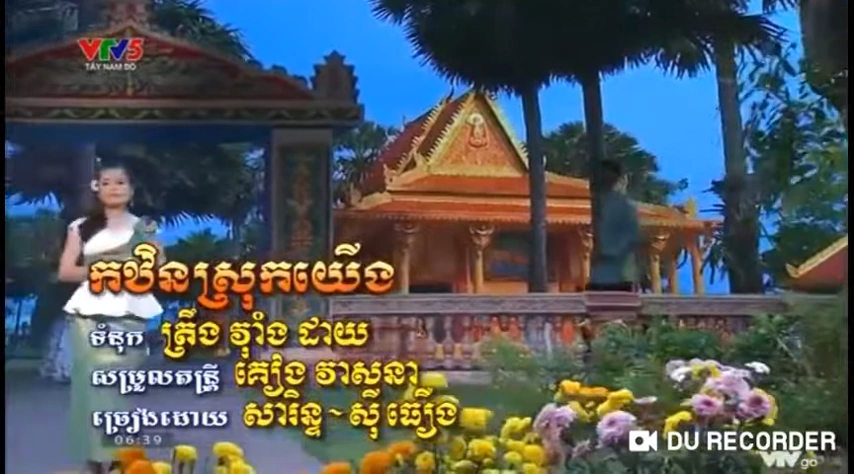 VTV5
TÂY NAM BỘ
កឋិនស្រុកយើង
ទំនុក ត្រឹង វ៉ាំង ដាយ
សម្រួលតន្ត្រី គឿង វាសនា
ច្រៀងដោយ សារិន្ទ ~ ស៊ី ធឿង
06:39
DU RECORDER
VTVgo